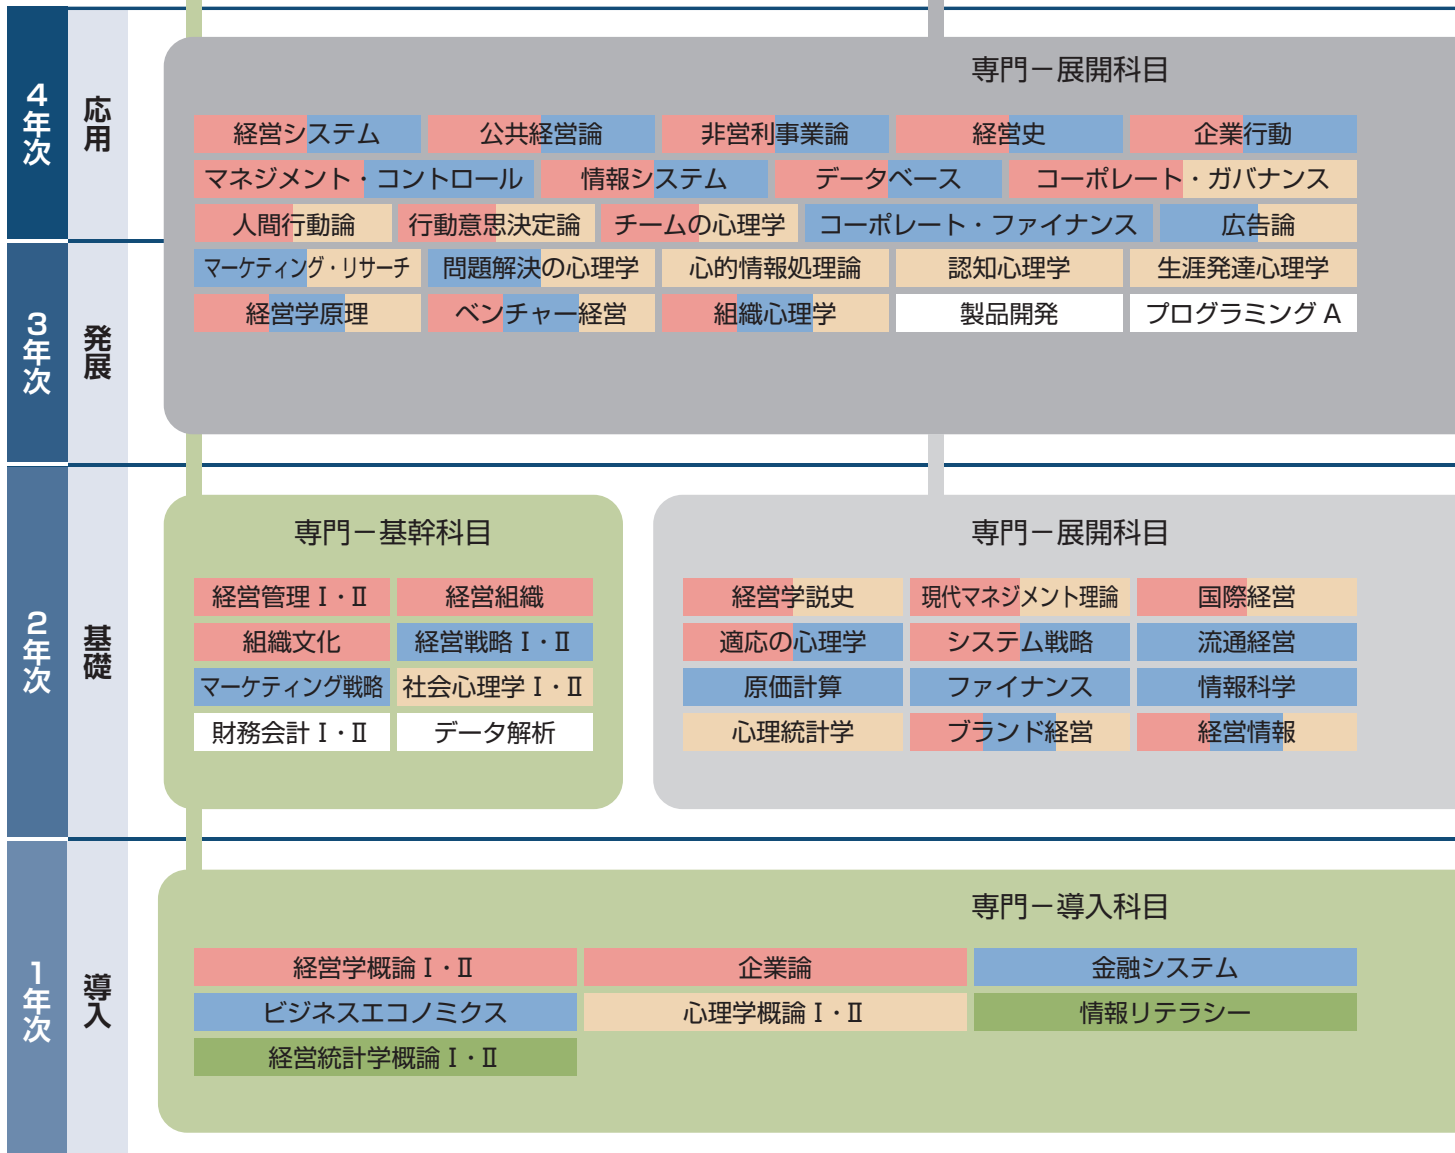 4年次
応用
専門－展開科目
経営システム 公共経営論 非営利事業論 経営史 企業行動
マネジメント・コントロール 情報システム データベース コーポレート・ガバナンス
人間行動論 行動意思決定論 チームの心理学 コーポレート・ファイナンス 広告論
マーケティング・リサーチ 問題解決の心理学 心的情報処理論 認知心理学 生涯発達心理学
経営学原理 ベンチャー経営 組織心理学 製品開発 プログラミング A
3年次
発展
2年次
基礎
専門－基幹科目
経営管理 Ⅰ・Ⅱ 経営組織
組織文化 経営戦略 Ⅰ・Ⅱ
マーケティング戦略 社会心理学 Ⅰ・Ⅱ
財務会計 Ⅰ・Ⅱ データ解析
専門－展開科目
経営学説史 現代マネジメント理論 国際経営
適応の心理学 システム戦略 流通経営
原価計算 ファイナンス 情報科学
心理統計学 ブランド経営 経営情報
1年次
導入
専門－導入科目
経営学概論 Ⅰ・Ⅱ 企業論 金融システム
ビジネスエコノミクス 心理学概論 Ⅰ・Ⅱ 情報リテラシー
経営統計学概論 Ⅰ・Ⅱ